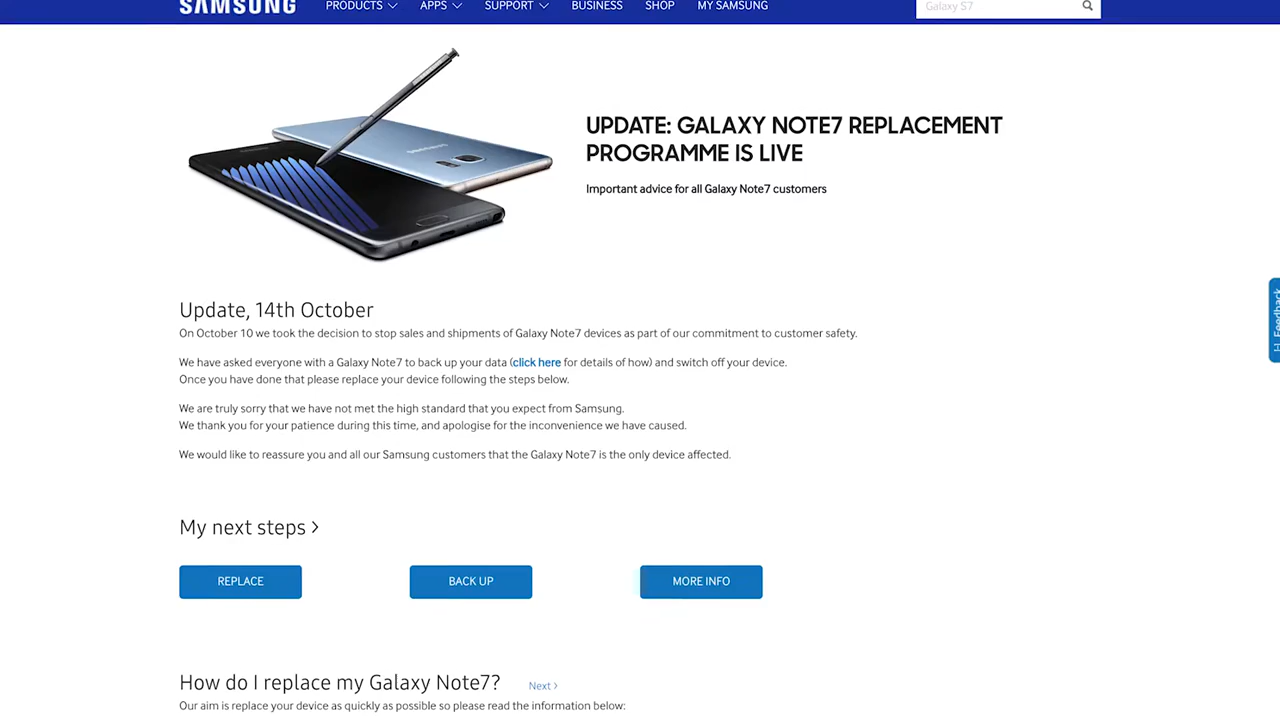 SAMSUNG PRODUCTS APPS SUPPORT BUSINESS SHOP MY SAMSUNG Galaxy S7
UPDATE: GALAXY NOTE7 REPLACEMENT
PROGRAMME IS LIVE
Important advice for all Galaxy Note7 customers
SAMSUNG
Feedback
Update, 14th October
On October 10 we took the decision to stop sales and shipments of Galaxy Note7 devices as part of our commitment to customer safety.
We have asked everyone with a Galaxy Note7 to back up your data (click here for details of how) and switch off your device.
Once you have done that please replace your device following the steps below.
We are truly sorry that we have not met the high standard that you expect from Samsung.
We thank you for your patience during this time, and apologise for the inconvenience we have caused.
We would like to reassure you and all our Samsung customers that the Galaxy Note7 is the only device affected.
My next steps >
REPLACE BACK UP MORE INFO
How do I replace my Galaxy Note7? Next >
Our aim is replace your device as quickly as possible so please read the information below: